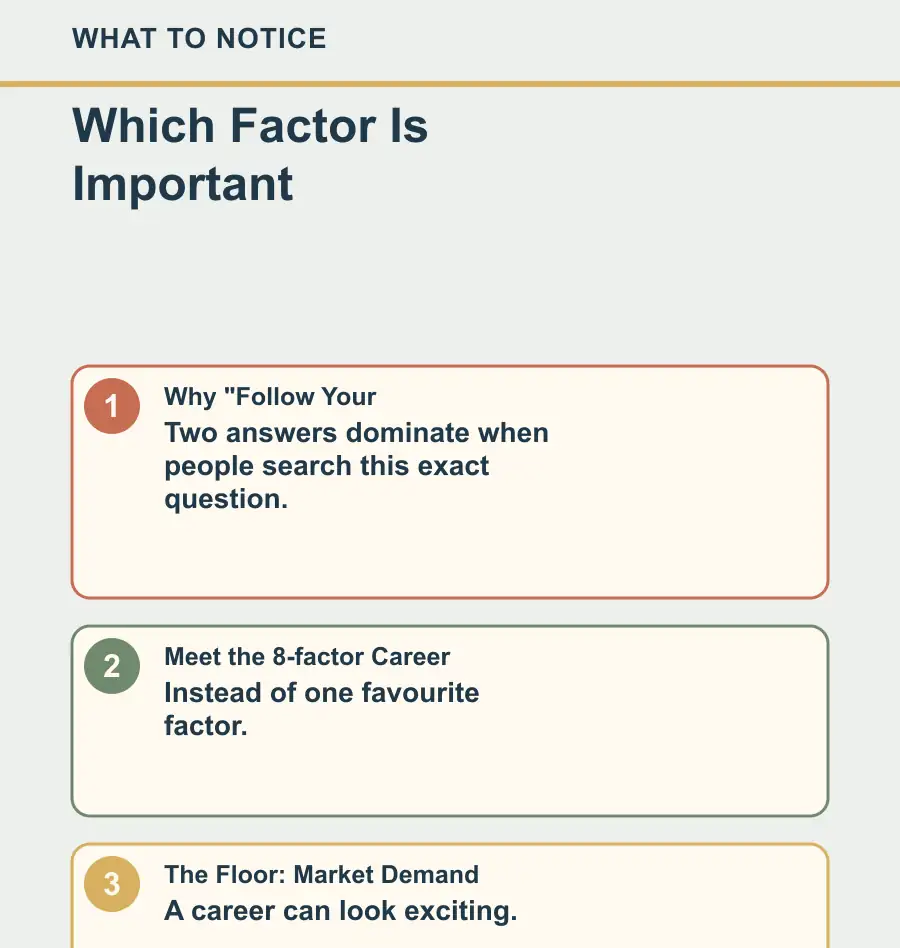 WHAT TO NOTICE
Which Factor Is
Important
1
Why "Follow Your
Two answers dominate when
people search this exact
question.
2
Meet the 8-factor Career
Instead of one favourite
factor.
3
The Floor: Market Demand
A career can look exciting.